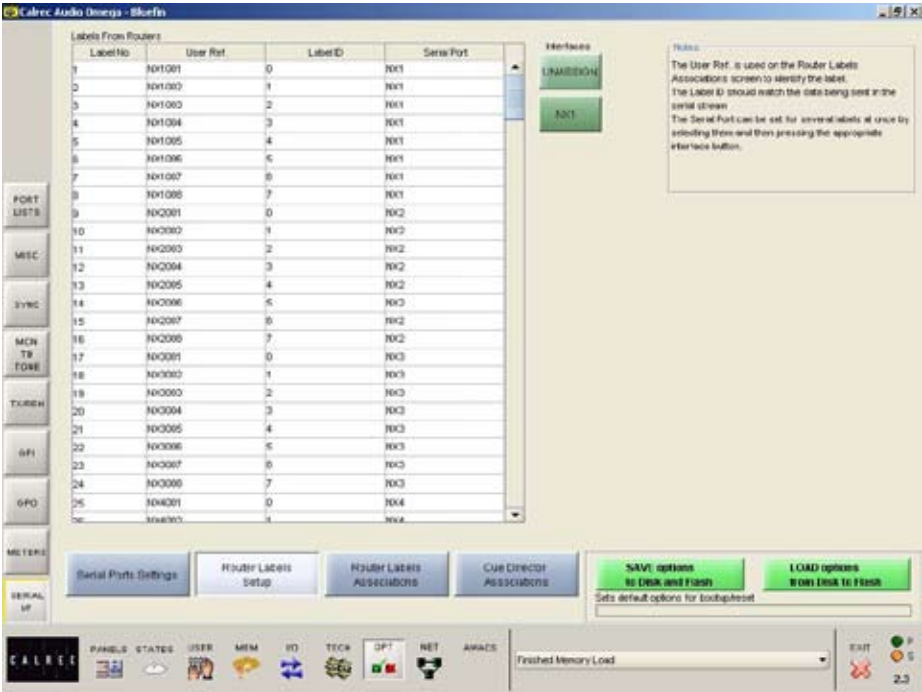 Calrec Audio Omega - Bluefin
Labels From Routers
Label No User Ref. Label ID Serial Port
1 NX1001 0 NX1
2 NX1002 1 NX1
3 NX1003 2 NX1
4 NX1004 3 NX1
5 NX1005 4 NX1
6 NX1006 5 NX1
7 NX1007 6 NX1
8 NX1008 7 NX1
9 NX2001 0 NX2
10 NX2002 1 NX2
11 NX2003 2 NX2
12 NX2004 3 NX2
13 NX2005 4 NX2
14 NX2006 5 NX2
15 NX2007 6 NX2
16 NX2008 7 NX2
17 NX3001 0 NX3
18 NX3002 1 NX3
19 NX3003 2 NX3
20 NX3004 3 NX3
21 NX3005 4 NX3
22 NX3006 5 NX3
23 NX3007 6 NX3
24 NX3008 7 NX3
25 NX4001 0 NX4
26 NX4002 1 NX4
Interfaces
UNASSIGN
NX1
Notes
The User Ref. is used on the Router Labels
Associations screen to identify the label.
The Label ID should match the data being sent in the
serial stream
The Serial Port can be set for several labels at once by
selecting them and then pressing the appropriate
interface button.
PORT
LISTS
MISC
SYNC
MCN
TB
TONE
TX/REH
GPI
GPO
METERS
SERIAL
I/F
Serial Ports Settings
Router Labels
Setup
Router Labels
Associations
Cue Director
Associations
SAVE options
to Disk and Flash
LOAD options
from Disk to Flash
Sets default options for bootup/reset
CALREC
PANELS STATES USER MEM I/O TECH OPT NET AWACS
Finished Memory Load
EXIT
P
S
2.3